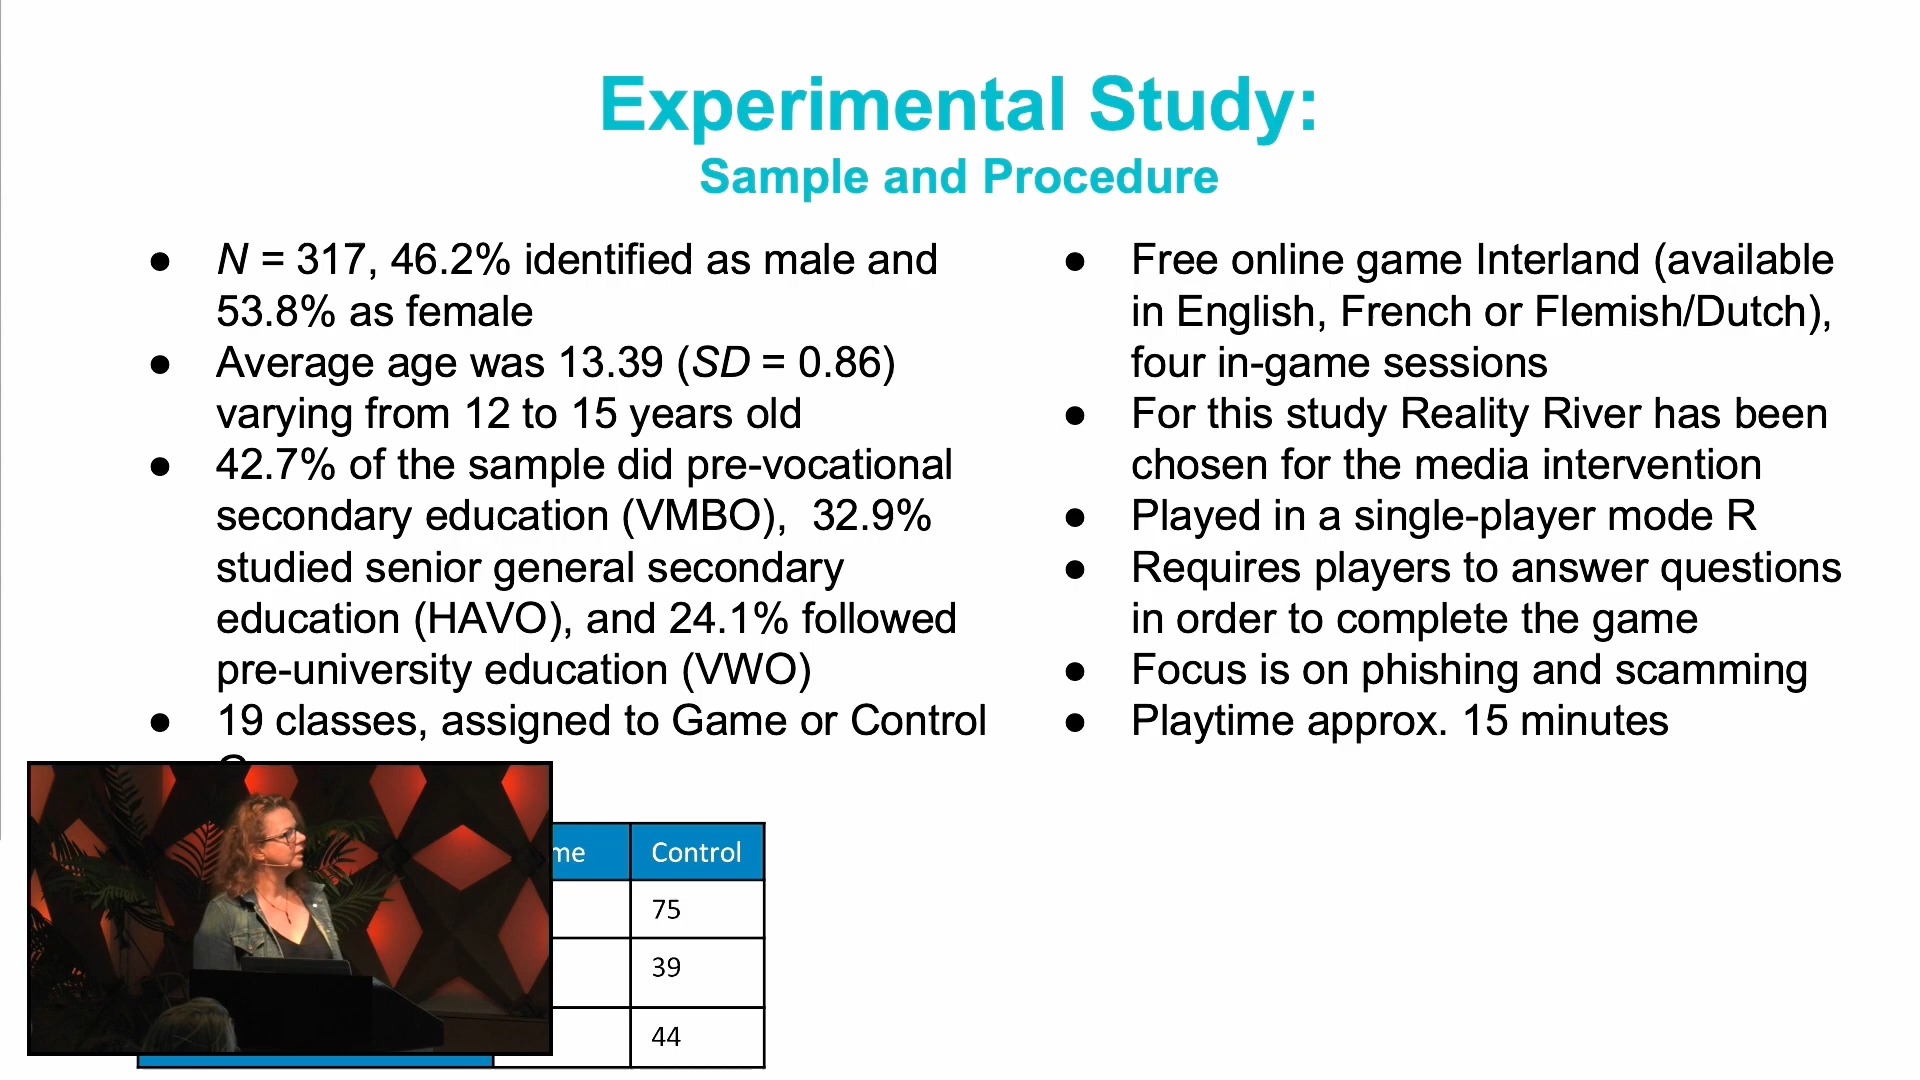 Experimental Study:
Sample and Procedure
● N = 317, 46.2% identified as male and
53.8% as female
● Average age was 13.39 (SD = 0.86)
varying from 12 to 15 years old
● 42.7% of the sample did pre-vocational
secondary education (VMBO),  32.9%
studied senior general secondary
education (HAVO), and 24.1% followed
pre-university education (VWO)
● 19 classes, assigned to Game or Control
● Free online game Interland (available
in English, French or Flemish/Dutch),
four in-game sessions
● For this study Reality River has been
chosen for the media intervention
● Played in a single-player mode R
● Requires players to answer questions
in order to complete the game
● Focus is on phishing and scamming
● Playtime approx. 15 minutes
me Control
75
39
44